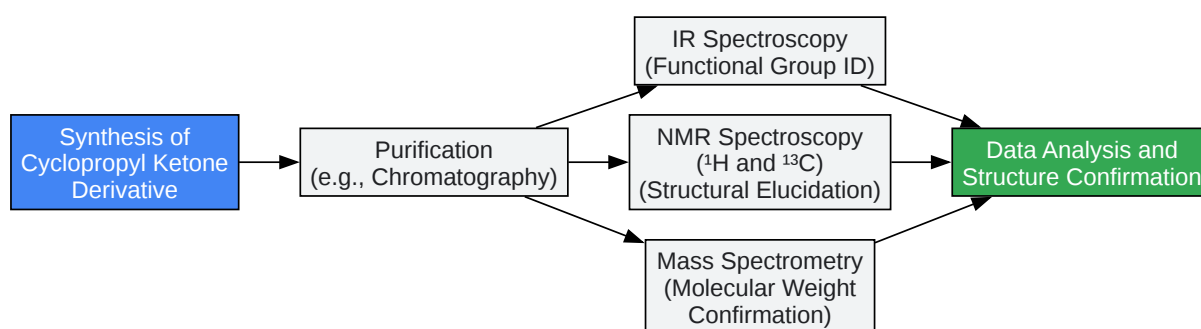 Synthesis of
Cyclopropyl Ketone
Derivative
Purification
(e.g., Chromatography)
IR Spectroscopy
(Functional Group ID)
NMR Spectroscopy
(¹H and ¹³C)
(Structural Elucidation)
Mass Spectrometry
(Molecular Weight
Confirmation)
Data Analysis and
Structure Confirmation